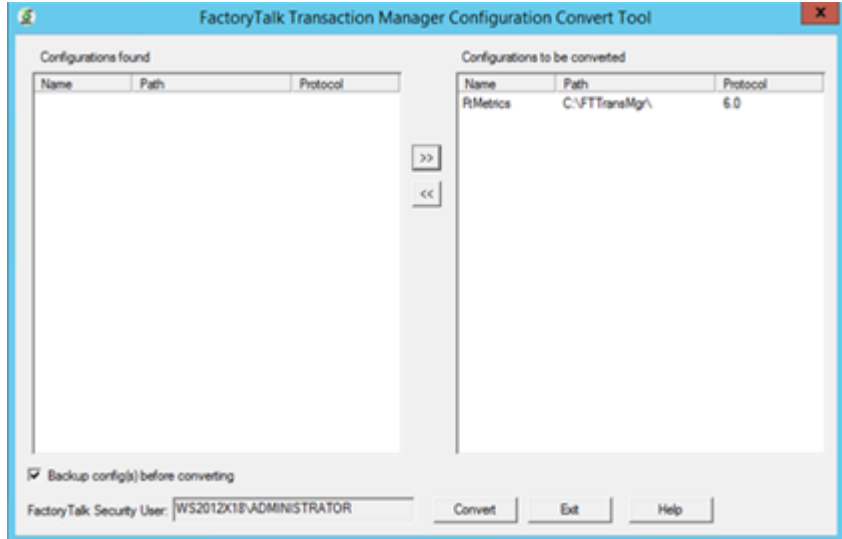 FactoryTalk Transaction Manager Configuration Convert Tool
x
Configurations found
Configurations to be converted
Name Path Protocol
Name Path Protocol
RtMetrics C:\FTTransMgr\ 6.0
>>
<<
Backup config(s) before converting
FactoryTalk Security User: WS2012X18\ADMINISTRATOR
Convert Exit Help